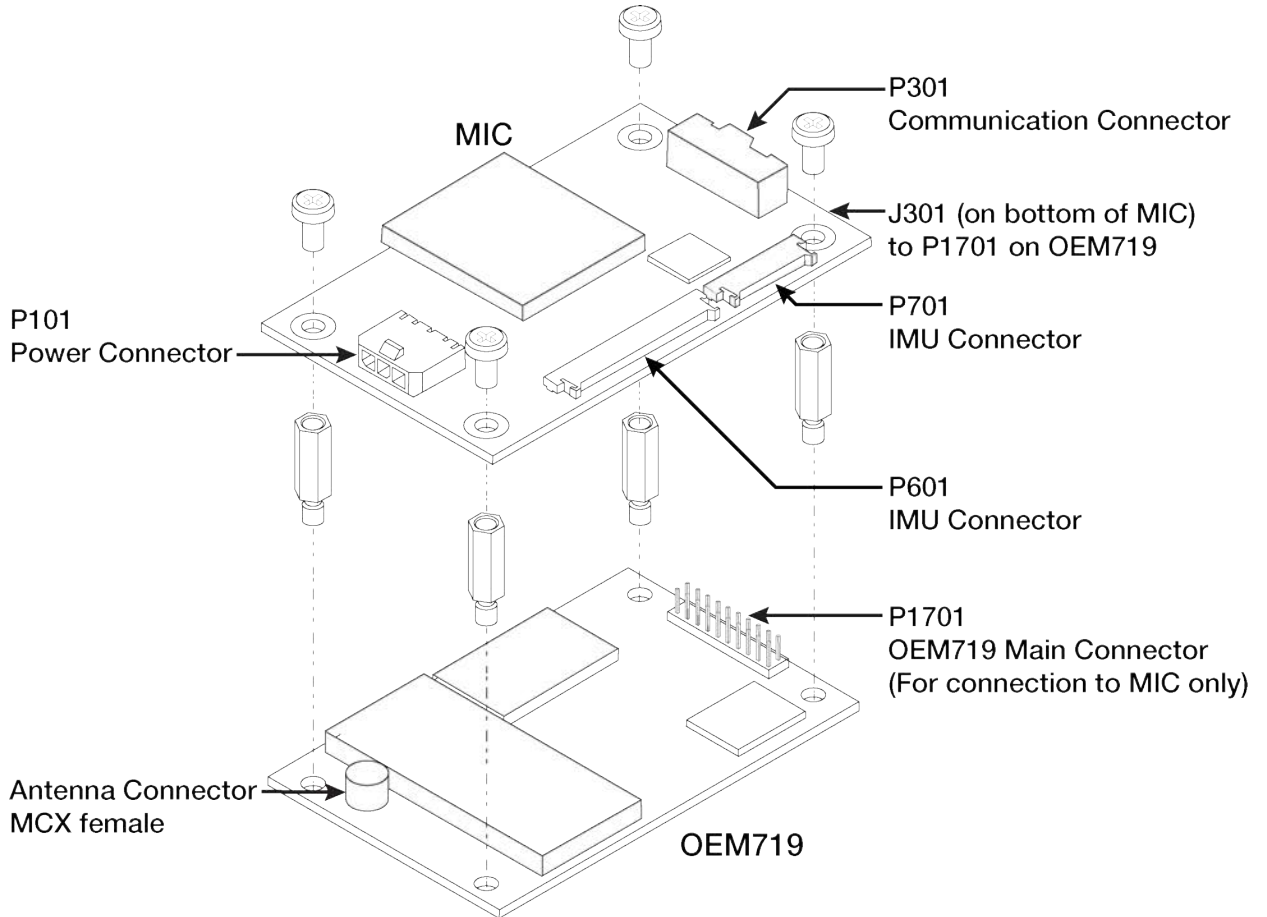 P301
Communication Connector
MIC
J301 (on bottom of MIC)
to P1701 on OEM719
P701
IMU Connector
P101
Power Connector
P601
IMU Connector
P1701
OEM719 Main Connector
(For connection to MIC only)
Antenna Connector
MCX female
OEM719